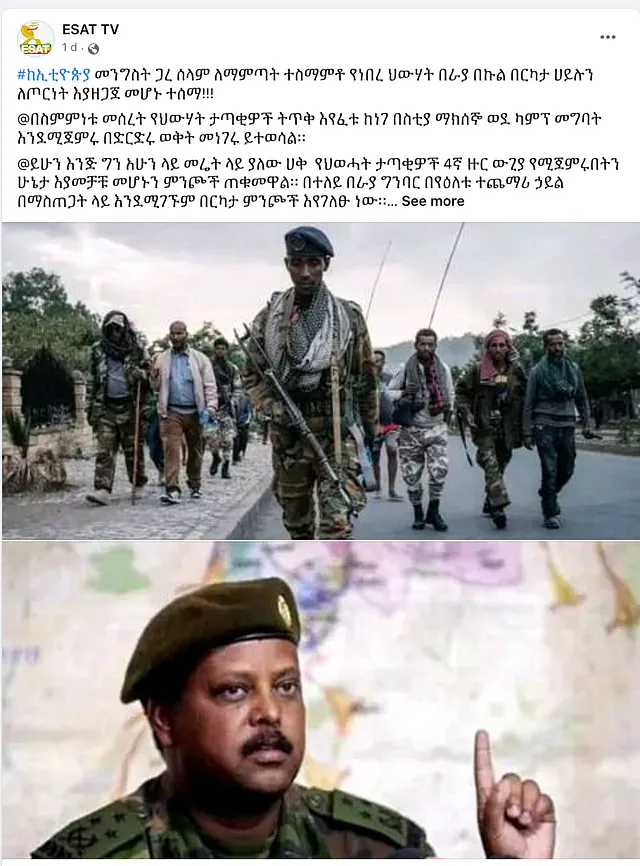 ESAT TV
ESAT
1 d ·
#ከኢትዮጵያ መንግስት ጋረ ሰላም ለማምጣት ተስማምቶ የነበረ ህውሃት በራያ በኩል በርካታ ሀይሉን
ለጦርነት እያዘጋጀ መሆኑ ተሰማ!!!
@በስምምነቱ መሰረት የህውሃት ታጣቂዎች ትጥቅ እየፈቱ ከነገ በስቲያ ማክሰኞ ወደ ካምፕ መግባት
እንደሚጀምሩ በድርድሩ ወቅት መነገሩ ይተወሳል፡፡
@ይሁን እንጅ ግን አሁን ላይ መሬት ላይ ያለው ሀቅ የህወሓት ታጣቂዎች 4ኛ ዙር ውጊያ የሚጀምሩበትን
ሁኔታ እያመቻቹ መሆኑን ምንጮች ጠቁመዋል፡፡ በተለይ በራያ ግንባር በየዕለቱ ተጨማሪ ኃይል
በማስጠጋት ላይ እንደሚገኙም በርካታ ምንጮች እየገለፁ ነው፡፡... See more